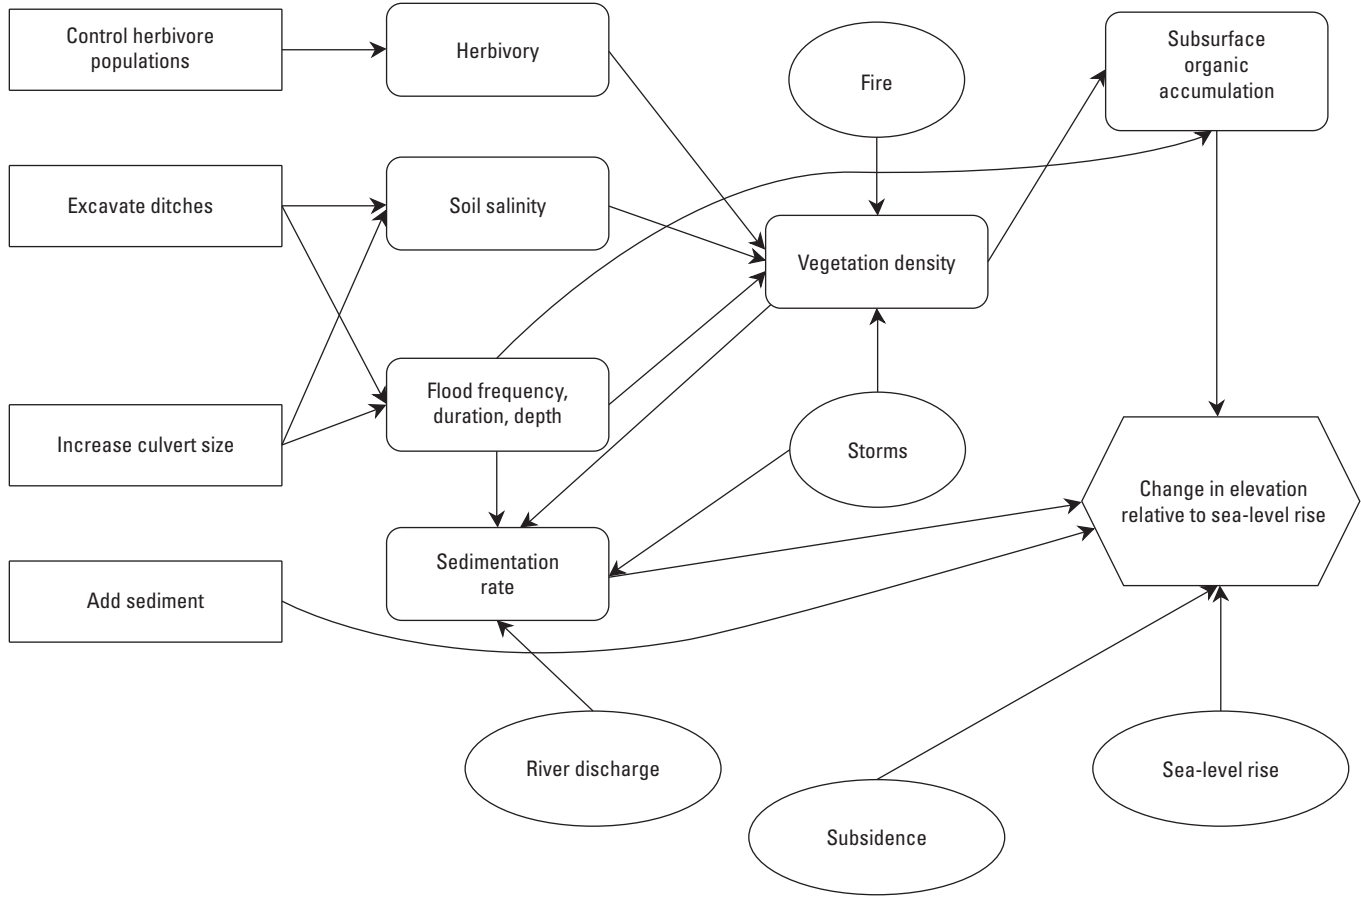 Control herbivore
populations
Herbivory
Fire
Subsurface
organic
accumulation
Excavate ditches
Soil salinity
Vegetation density
Flood frequency,
duration, depth
Increase culvert size
Storms
Change in elevation
relative to sea-level rise
Sedimentation
rate
Add sediment
River discharge
Sea-level rise
Subsidence